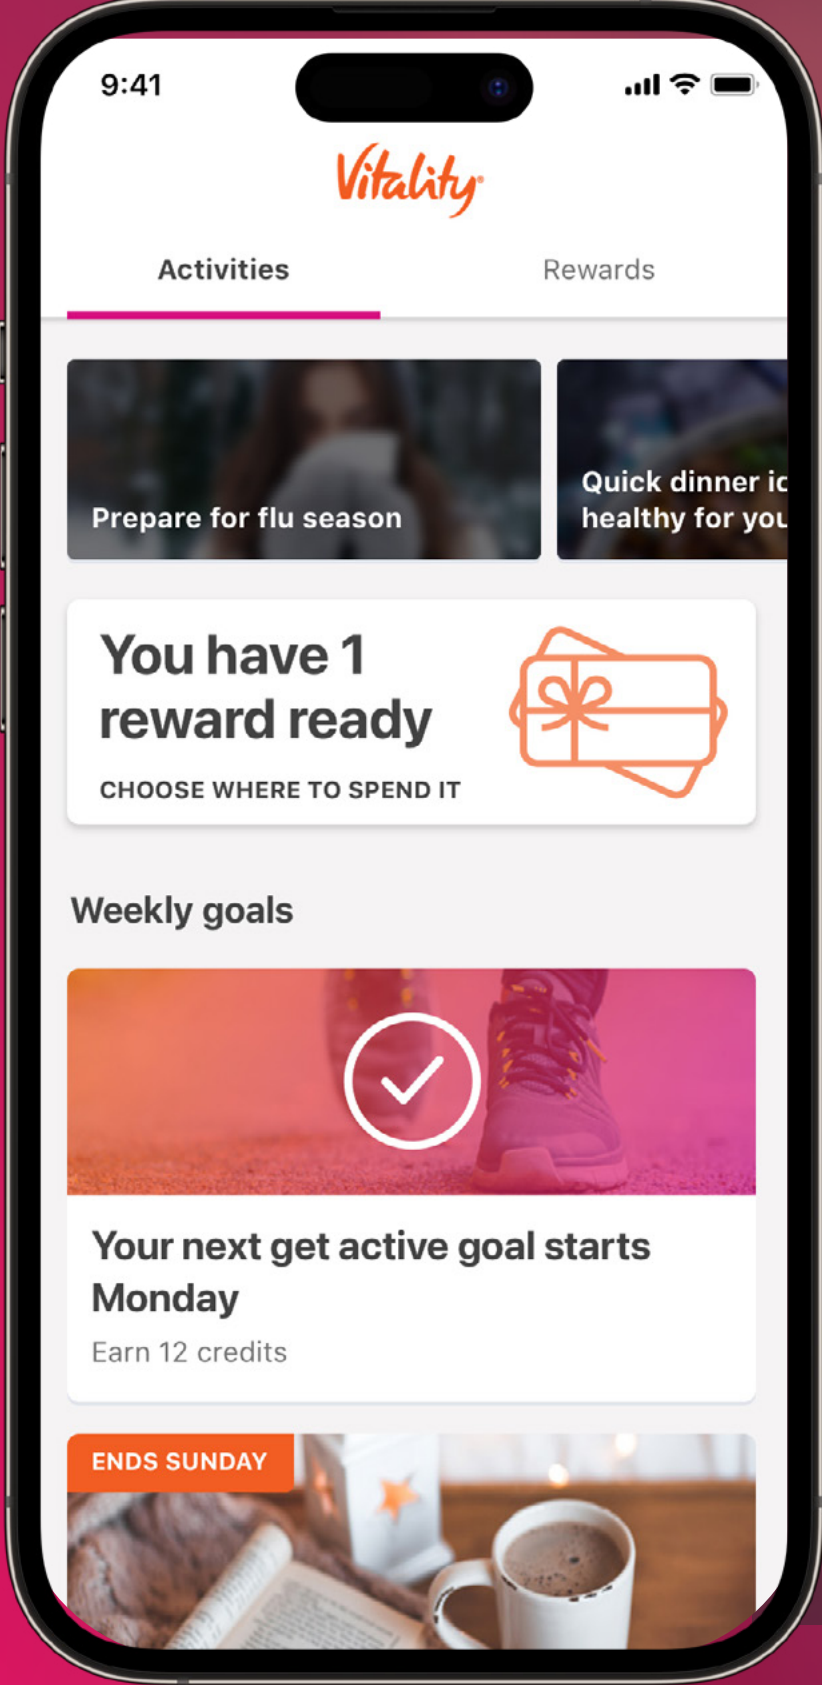 9:41
Vitality
Activities
Rewards
Prepare for flu season
Quick dinner
healthy for
You have 1
reward ready
CHOOSE WHERE TO SPEND IT
Weekly goals
Your next get active goal starts
Monday
Earn 12 credits
ENDS SUNDAY